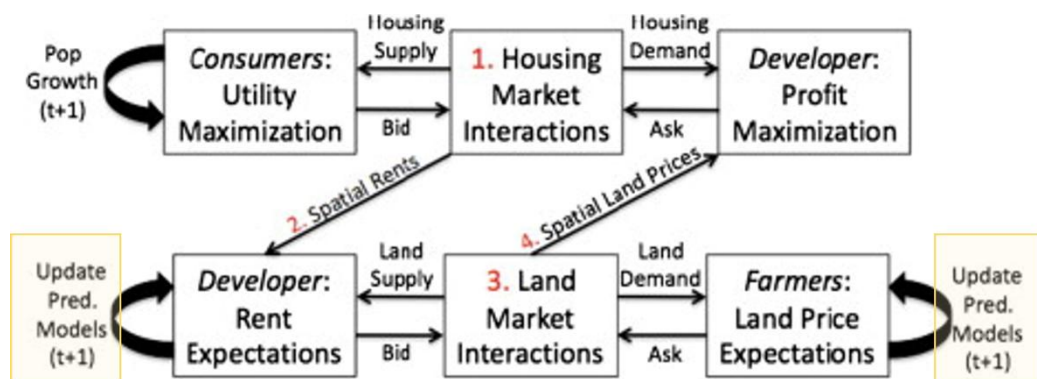 Housing
Supply
Housing
Demand
Pop
Growth
(t+1)
Consumers:
Utility
Maximization
Bid
1. Housing
Market
Interactions
Ask
Developer:
Profit
Maximization
2. Spatial Rents
4. Spatial Land Prices
Update
Pred.
Models
(t+1)
Developer:
Rent
Expectations
Land
Supply
Bid
3. Land
Market
Interactions
Land
Demand
Ask
Farmers:
Land Price
Expectations
Update
Pred.
Models
(t+1)